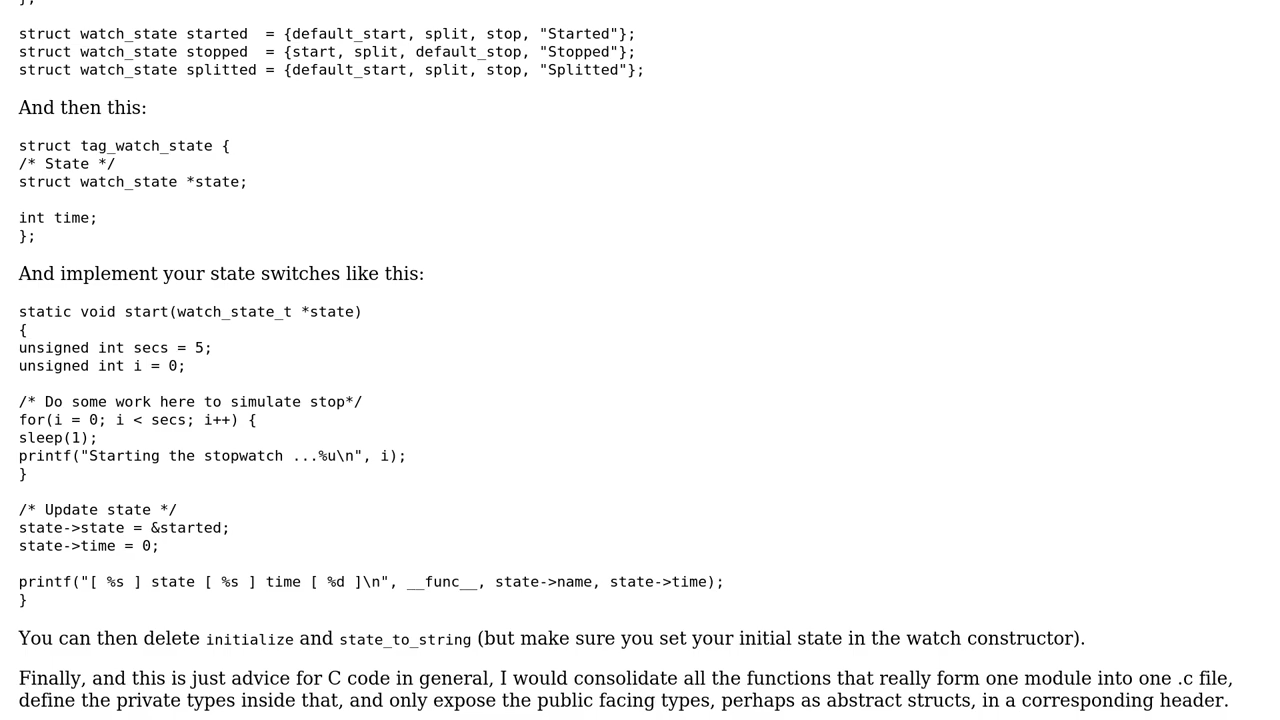 };
struct watch_state started  = {default_start, split, stop, "Started"};
struct watch_state stopped  = {start, split, default_stop, "Stopped"};
struct watch_state splitted = {default_start, split, stop, "Splitted"};
And then this:
struct tag_watch_state {
/* State */
struct watch_state *state;
int time;
};
And implement your state switches like this:
static void start(watch_state_t *state)
{
unsigned int secs = 5;
unsigned int i = 0;
/* Do some work here to simulate stop*/
for(i = 0; i < secs; i++) {
sleep(1);
printf("Starting the stopwatch ...%u\n", i);
}
/* Update state */
state->state = &started;
state->time = 0;
printf("[ %s ] state [ %s ] time [ %d ]\n", __func__, state->name, state->time);
}
You can then delete initialize and state_to_string (but make sure you set your initial state in the watch constructor).
Finally, and this is just advice for C code in general, I would consolidate all the functions that really form one module into one .c file,
define the private types inside that, and only expose the public facing types, perhaps as abstract structs, in a corresponding header.